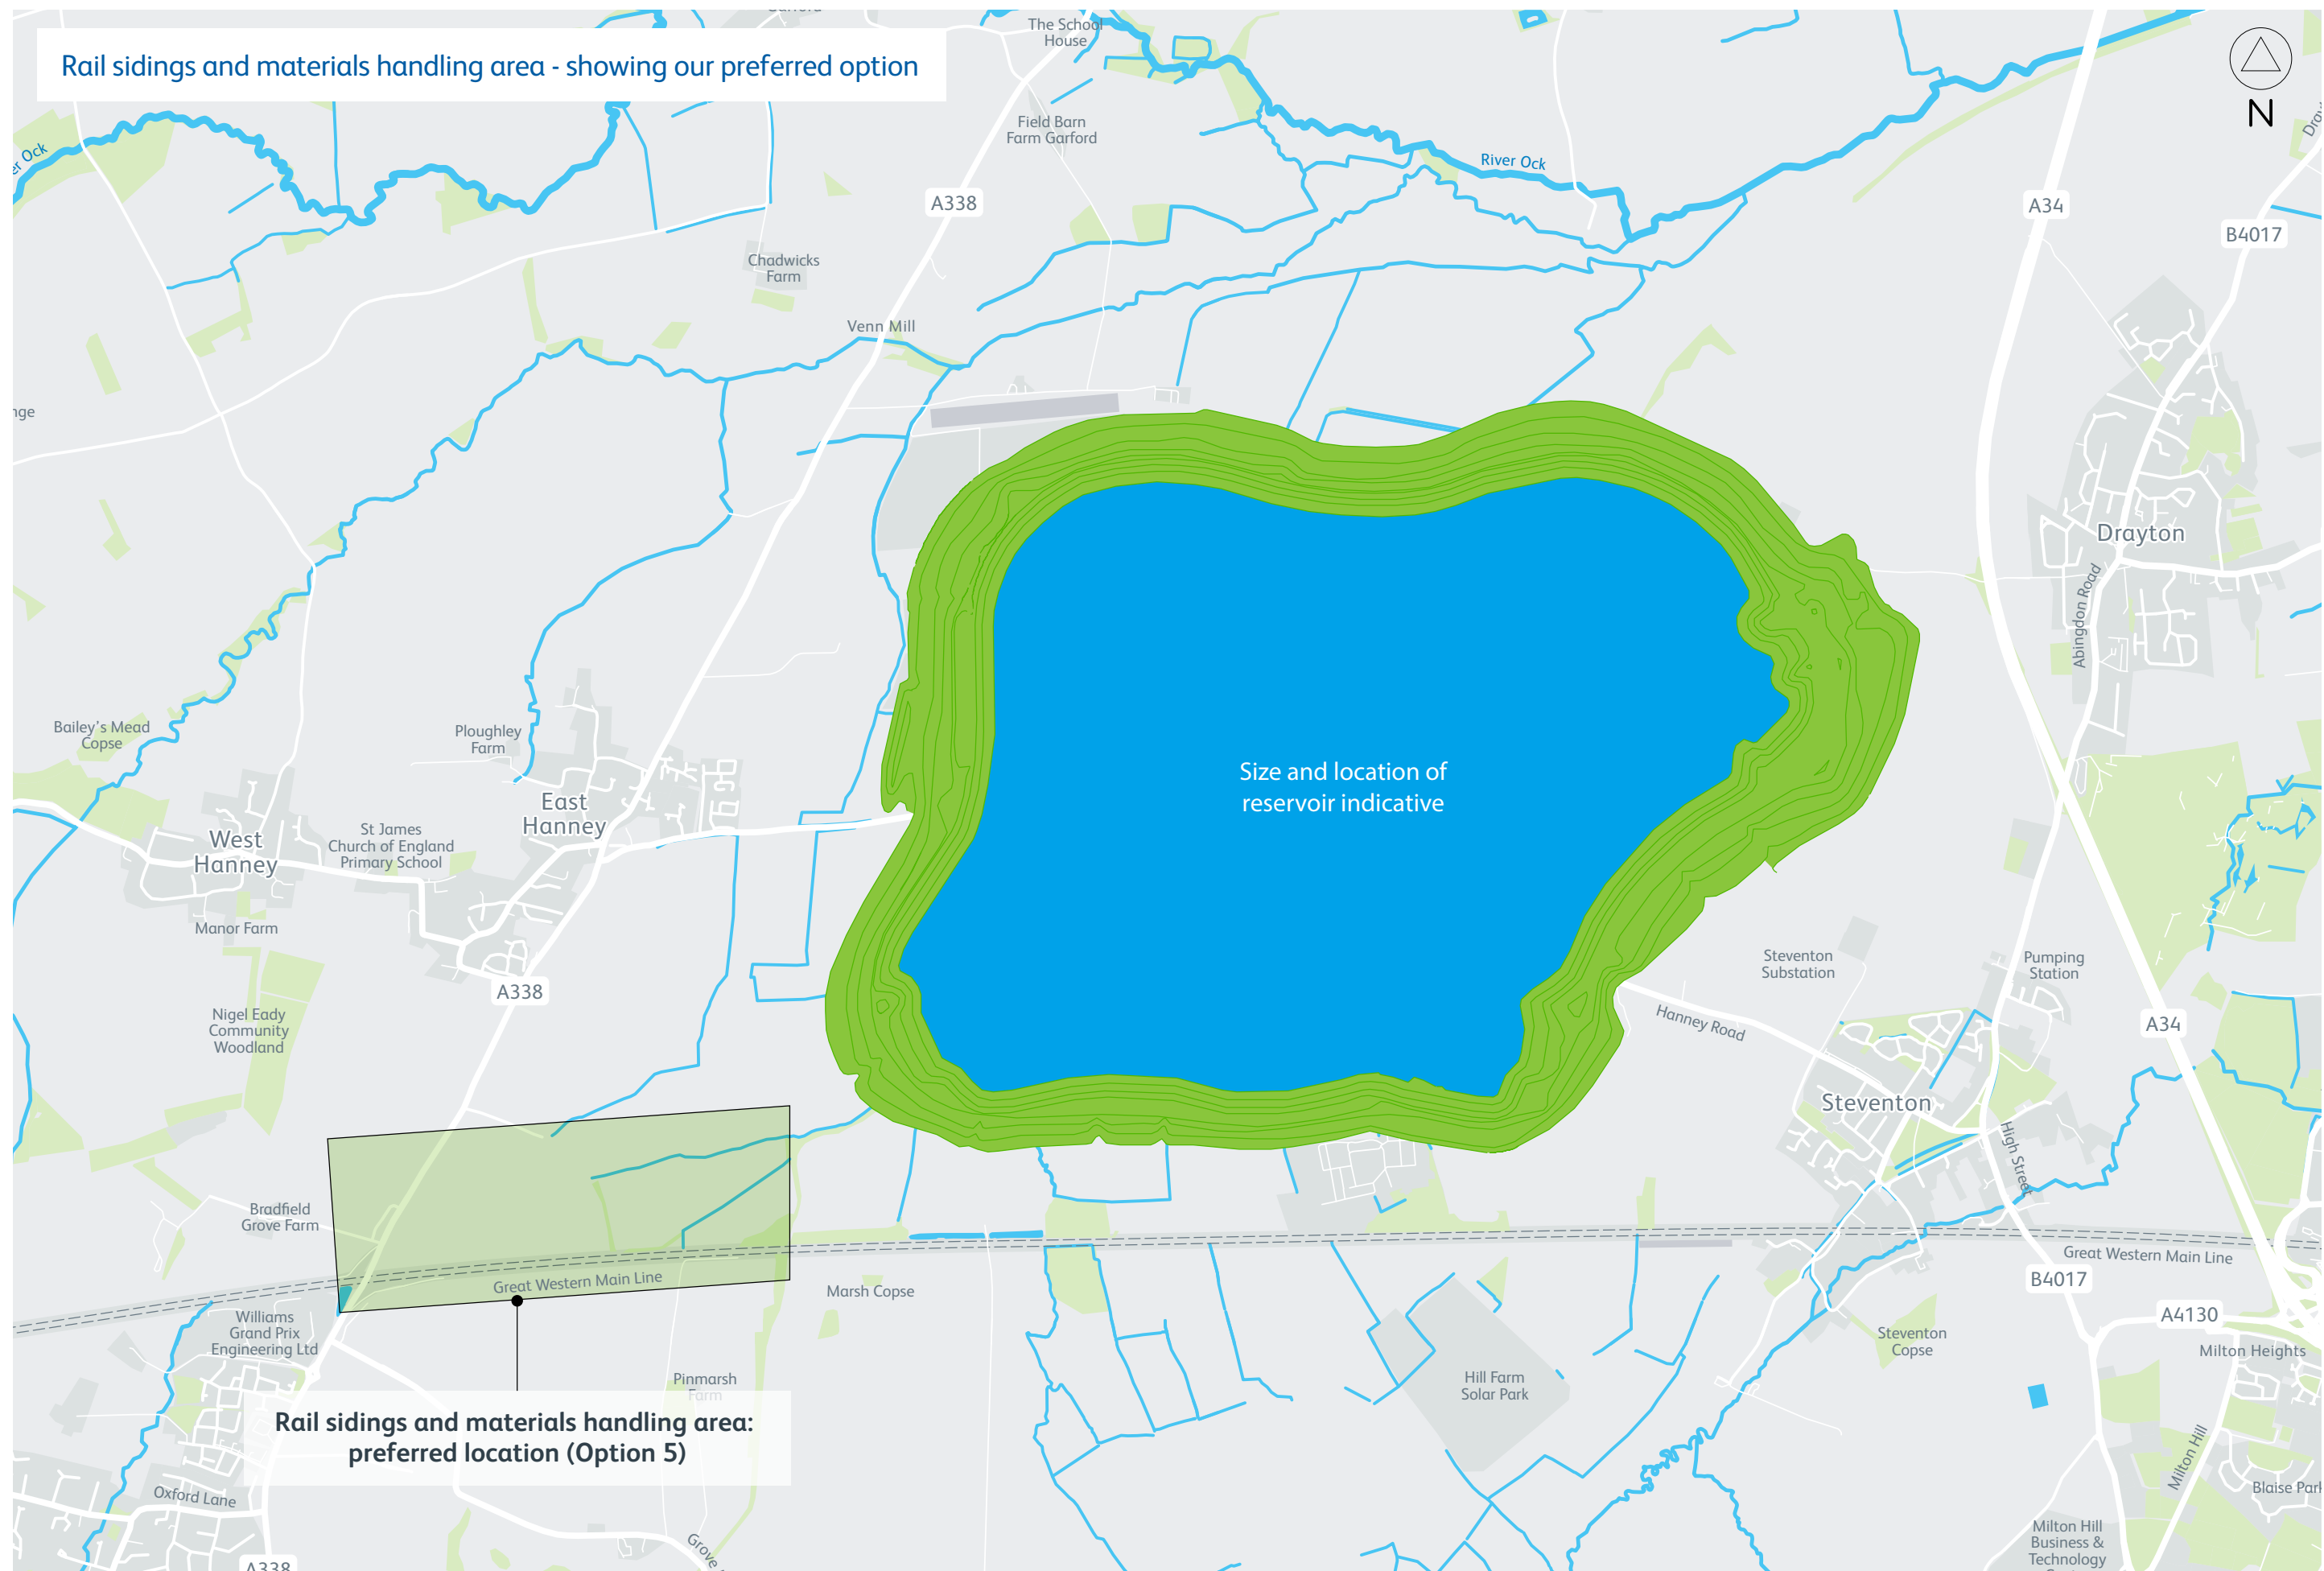 Rail sidings and materials handling area - showing our preferred option
The School
House
N
Field Barn
Farm Garford
River Ock
A338
A34
B4017
Chadwicks
Farm
Venn Mill
Drayton
Abingdon Road
Bailey’s Mead
Copse
Ploughley
Farm
East
Hanney
West
Hanney
St James
Church of England
Primary School
Size and location of
reservoir indicative
Manor Farm
A338
Nigel Eady
Community
Woodland
Steventon
Substation
Pumping
Station
Hanney Road
A34
Steventon
High Street
Bradfield
Grove Farm
Great Western Main Line
Great Western Main Line
B4017
Marsh Copse
Williams
Grand Prix
Engineering Ltd
A4130
Steventon
Copse
Milton Heights
Pinmarsh
Farm
Hill Farm
Solar Park
Rail sidings and materials handling area:
preferred location (Option 5)
Milton Hill
Oxford Lane
Blaise Park
Grove
Milton Hill
Business &
Technology
A338